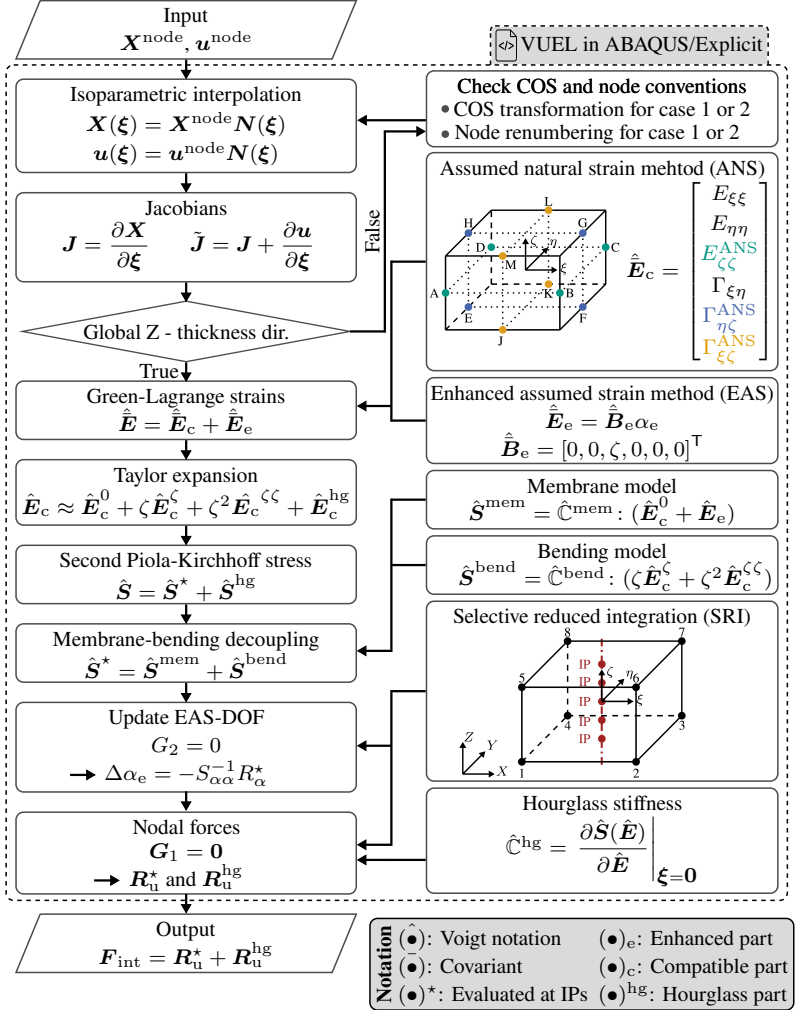 Input
X^node, u^node
VUEL in ABAQUS/Explicit
</>
Isoparametric interpolation
X(ξ) = X^node N(ξ)
u(ξ) = u^node N(ξ)
Check COS and node conventions
• COS transformation for case 1 or 2
• Node renumbering for case 1 or 2
Jacobians
J = ∂X/∂ξ   J̃ = J + ∂u/∂ξ
False
Assumed natural strain mehtod (ANS)
L
H
G
ζ
η
D
C
M
ξ
A
K
B
E
F
J
Ē̂_c = [E_ξξ
E_ηη
E_ζζ^ANS
Γ_ξη
Γ_ηζ^ANS
Γ_ξζ^ANS]
Global Z - thickness dir.
True
Green-Lagrange strains
Ē̂ = Ē̂_c + Ē̂_e
Enhanced assumed strain method (EAS)
Ē̂_e = B̄̂_e α_e
B̄̂_e = [0, 0, ζ, 0, 0, 0]^T
Taylor expansion
Ê_c ≈ Ê_c^0 + ζÊ_c^ζ + ζ²Ê_c^ζζ + Ê_c^hg
Membrane model
Ŝ^mem = ℂ̂^mem : (Ê_c^0 + Ê_e)
Second Piola-Kirchhoff stress
Ŝ = Ŝ^⋆ + Ŝ^hg
Bending model
Ŝ^bend = ℂ̂^bend : (ζÊ_c^ζ + ζ²Ê_c^ζζ)
Membrane-bending decoupling
Ŝ^⋆ = Ŝ^mem + Ŝ^bend
Selective reduced integration (SRI)
8
7
IP
ζ
η
5
IP
6
IP
ξ
4
IP
3
IP
Z
Y
X
1
2
Update EAS-DOF
G_2 = 0
→ Δα_e = −S_αα^−1 R_α^⋆
Nodal forces
G_1 = 0
→ R_u^⋆ and R_u^hg
Hourglass stiffness
ℂ̂^hg = ∂Ŝ(Ê)/∂Ê |_ξ=0
Output
F_int = R_u^⋆ + R_u^hg
Notation
(•̂): Voigt notation
(•)_e: Enhanced part
(•̄): Covariant
(•)_c: Compatible part
(•)^⋆: Evaluated at IPs
(•)^hg: Hourglass part